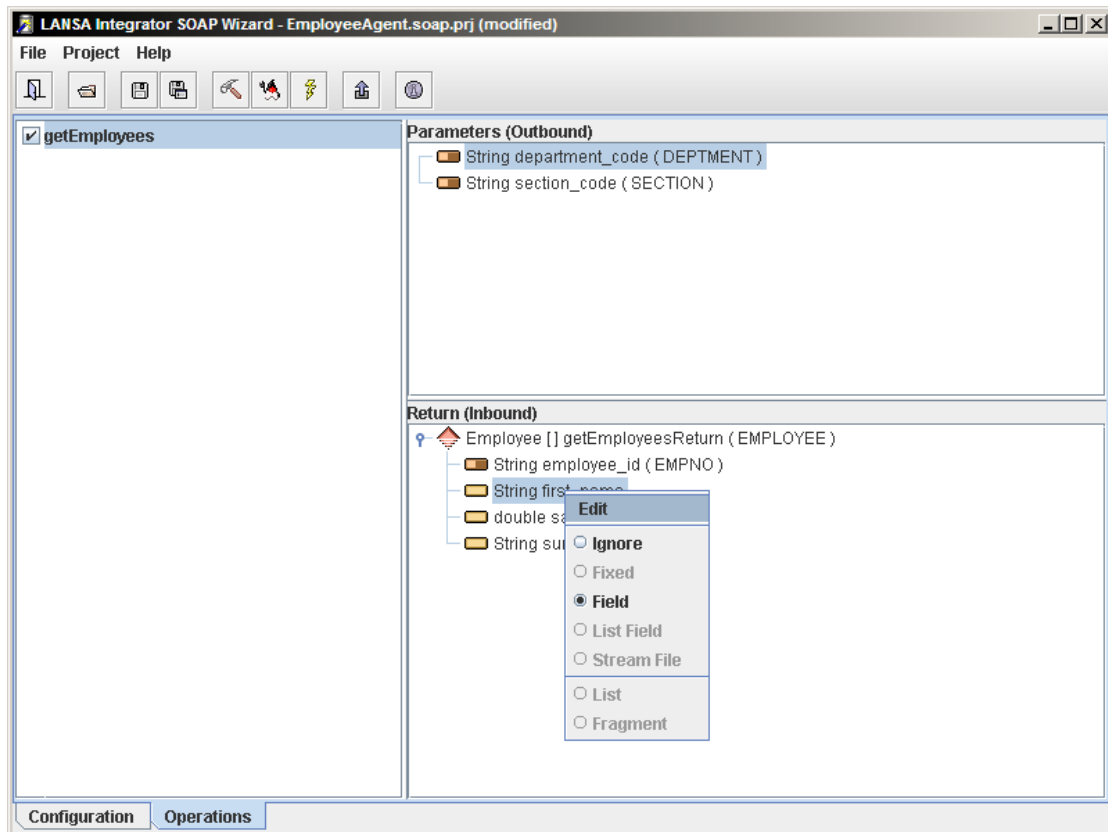 LANSA Integrator SOAP Wizard - EmployeeAgent.soap.prj (modified)
File Project Help
getEmployees
Parameters (Outbound)
String department_code ( DEPTMENT )
String section_code ( SECTION )
Return (Inbound)
Employee [ ] getEmployeesReturn ( EMPLOYEE )
String employee_id ( EMPNO )
String first_name
double sa
String sur
Edit
Ignore
Fixed
Field
List Field
Stream File
List
Fragment
Configuration Operations